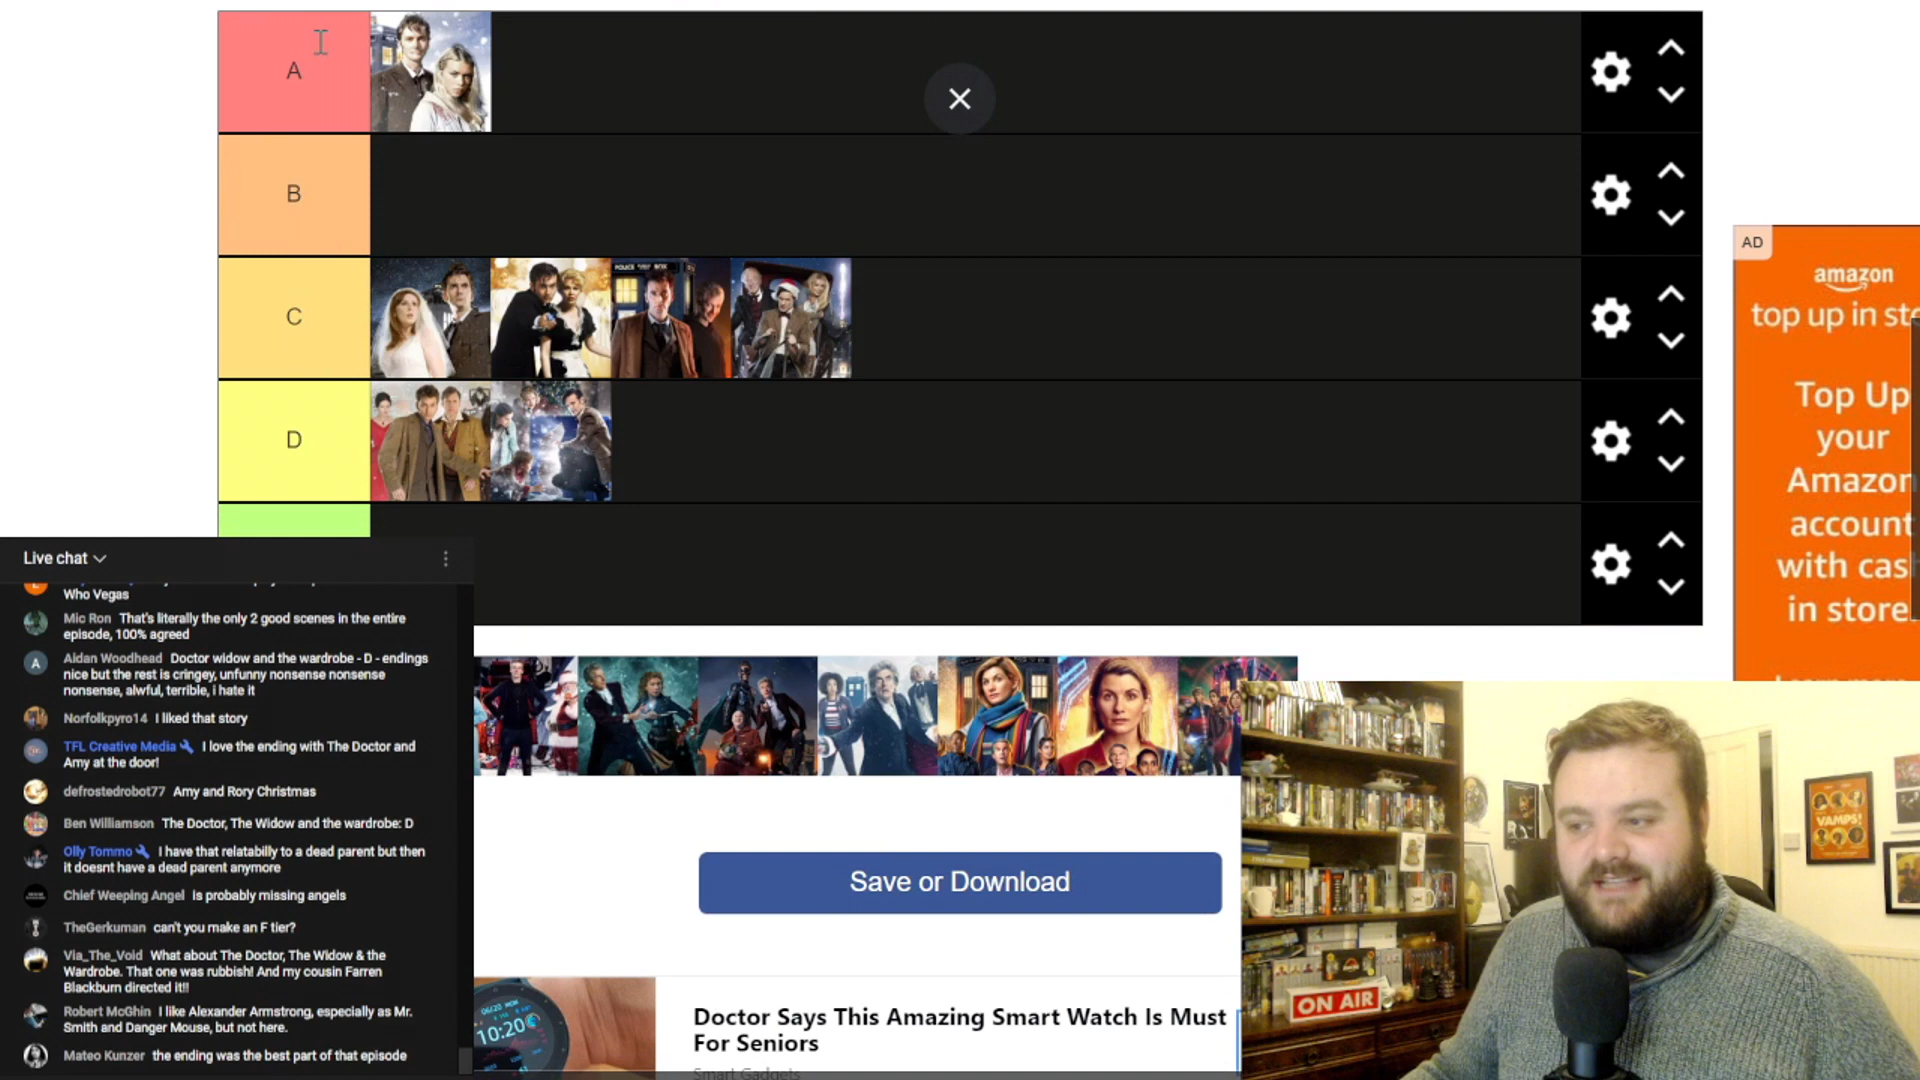 A
B
C
POLICE BOX
D
AD
amazon
top up in
Top Up
your
Amazon
account
with
in store
Live chat
Who Vegas
Mic Ron That's literally the only 2 good scenes in the entire
episode, 100% agreed
A
Aidan Woodhead Doctor widow and the wardrobe - D - endings
nice but the rest is cringey, unfunny nonsense nonsense
nonsense, alwful, terrible, i hate it
Norfolkpyro14 I liked that story
TFL Creative Media I love the ending with The Doctor and
Amy at the door!
defrostedrobot77 Amy and Rory Christmas
Ben Williamson The Doctor, The Widow and the wardrobe: D
Olly Tommo I have that relatabilly to a dead parent but then
it doesnt have a dead parent anymore
Chief Weeping Angel is probably missing angels
TheGerkuman can't you make an F tier?
Via_The_Void What about The Doctor, The Widow & the
Wardrobe. That one was rubbish! And my cousin Farren
Blackburn directed it!!
Robert McGhin I like Alexander Armstrong, especially as Mr.
Smith and Danger Mouse, but not here.
Mateo Kunzer the ending was the best part of that episode
Save or Download
10:20
Doctor Says This Amazing Smart Watch Is Must
For Seniors
Smart Gadgets
VAMPS!
ON AIR